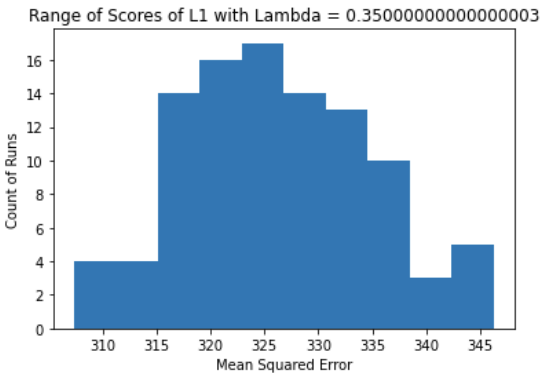 Range of Scores of L1 with Lambda = 0.35000000000000003
16
14
12
10
8
6
4
2
0
Count of Runs
310 315 320 325 330 335 340 345
Mean Squared Error